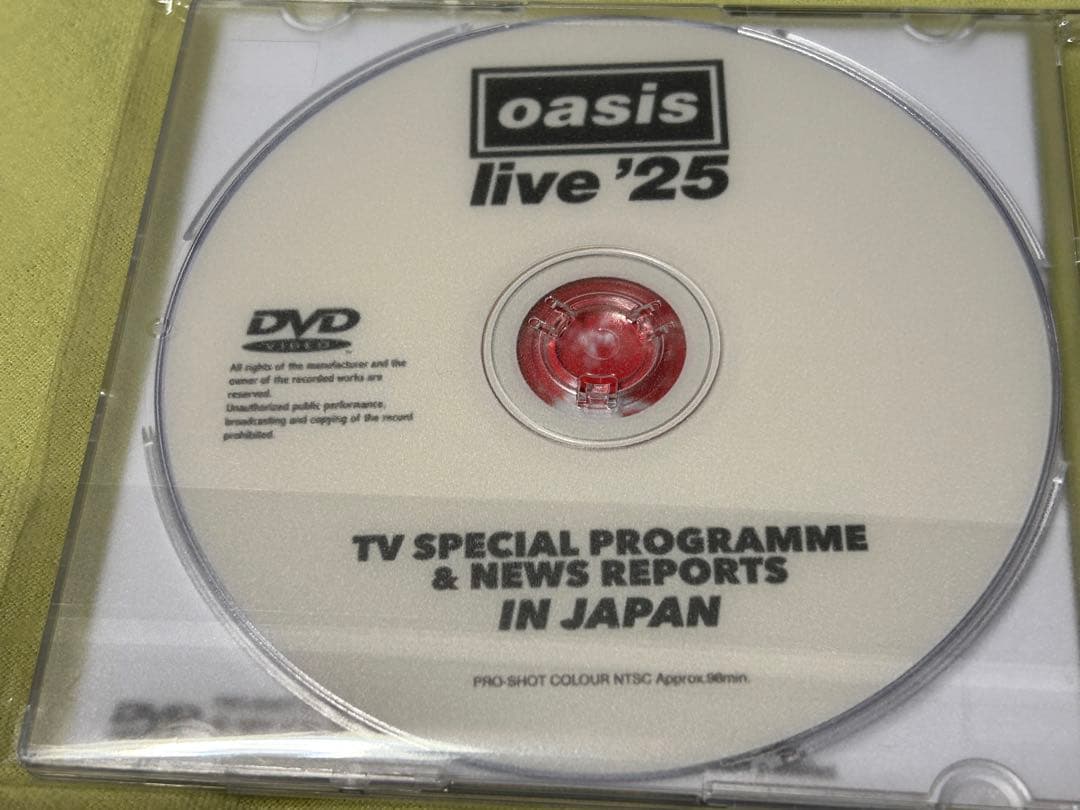 oasis
live '25
DVD
VIDEO
All rights of the manufacturer and the
owner of the recorded works are
reserved.
Unauthorized public performance,
broadcasting and copying of the record
prohibited.
TV SPECIAL PROGRAMME
& NEWS REPORTS
IN JAPAN
PRO-SHOT COLOUR NTSC Approx.98min.